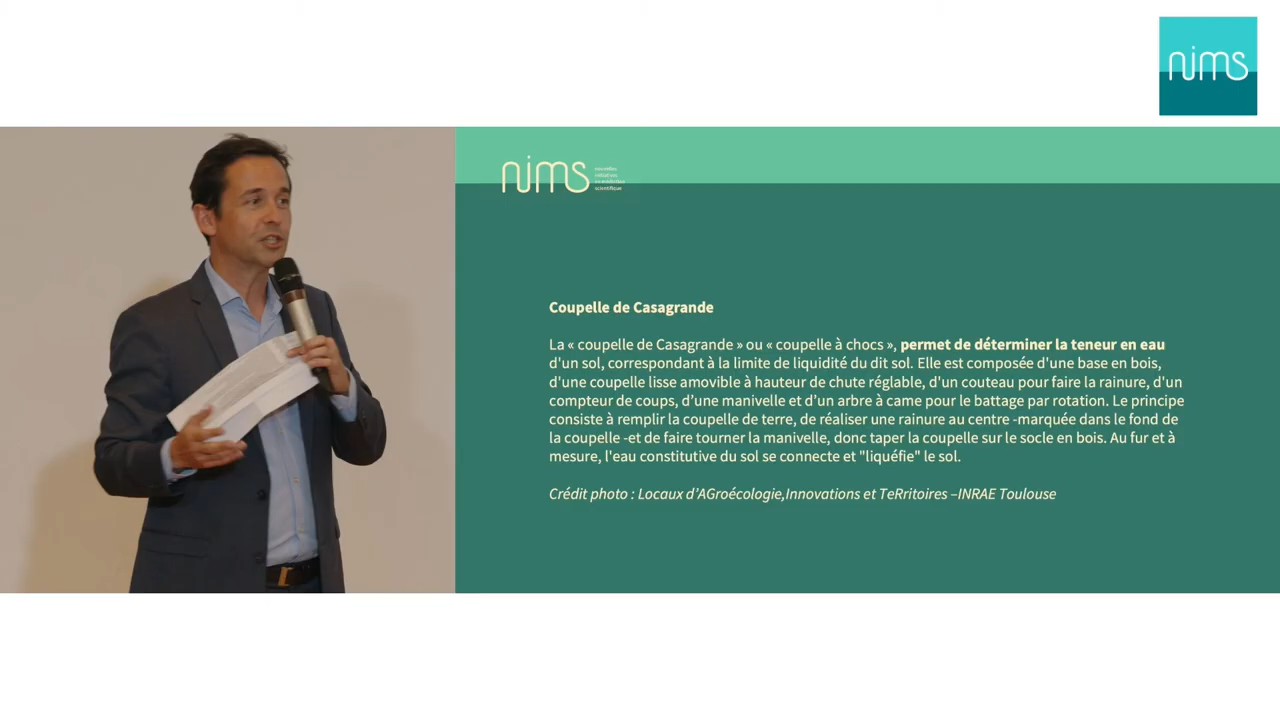 nims
nims
nouvelles
initiatives
en médiation
scientifique
Coupelle de Casagrande
La « coupelle de Casagrande » ou « coupelle à chocs », permet de déterminer la teneur en eau
d'un sol, correspondant à la limite de liquidité du dit sol. Elle est composée d'une base en bois,
d'une coupelle lisse amovible à hauteur de chute réglable, d'un couteau pour faire la rainure, d'un
compteur de coups, d’une manivelle et d’un arbre à came pour le battage par rotation. Le principe
consiste à remplir la coupelle de terre, de réaliser une rainure au centre -marquée dans le fond de
la coupelle -et de faire tourner la manivelle, donc taper la coupelle sur le socle en bois. Au fur et à
mesure, l'eau constitutive du sol se connecte et "liquéfie" le sol.
Crédit photo : Locaux d’AGroécologie,Innovations et TeRritoires –INRAE Toulouse